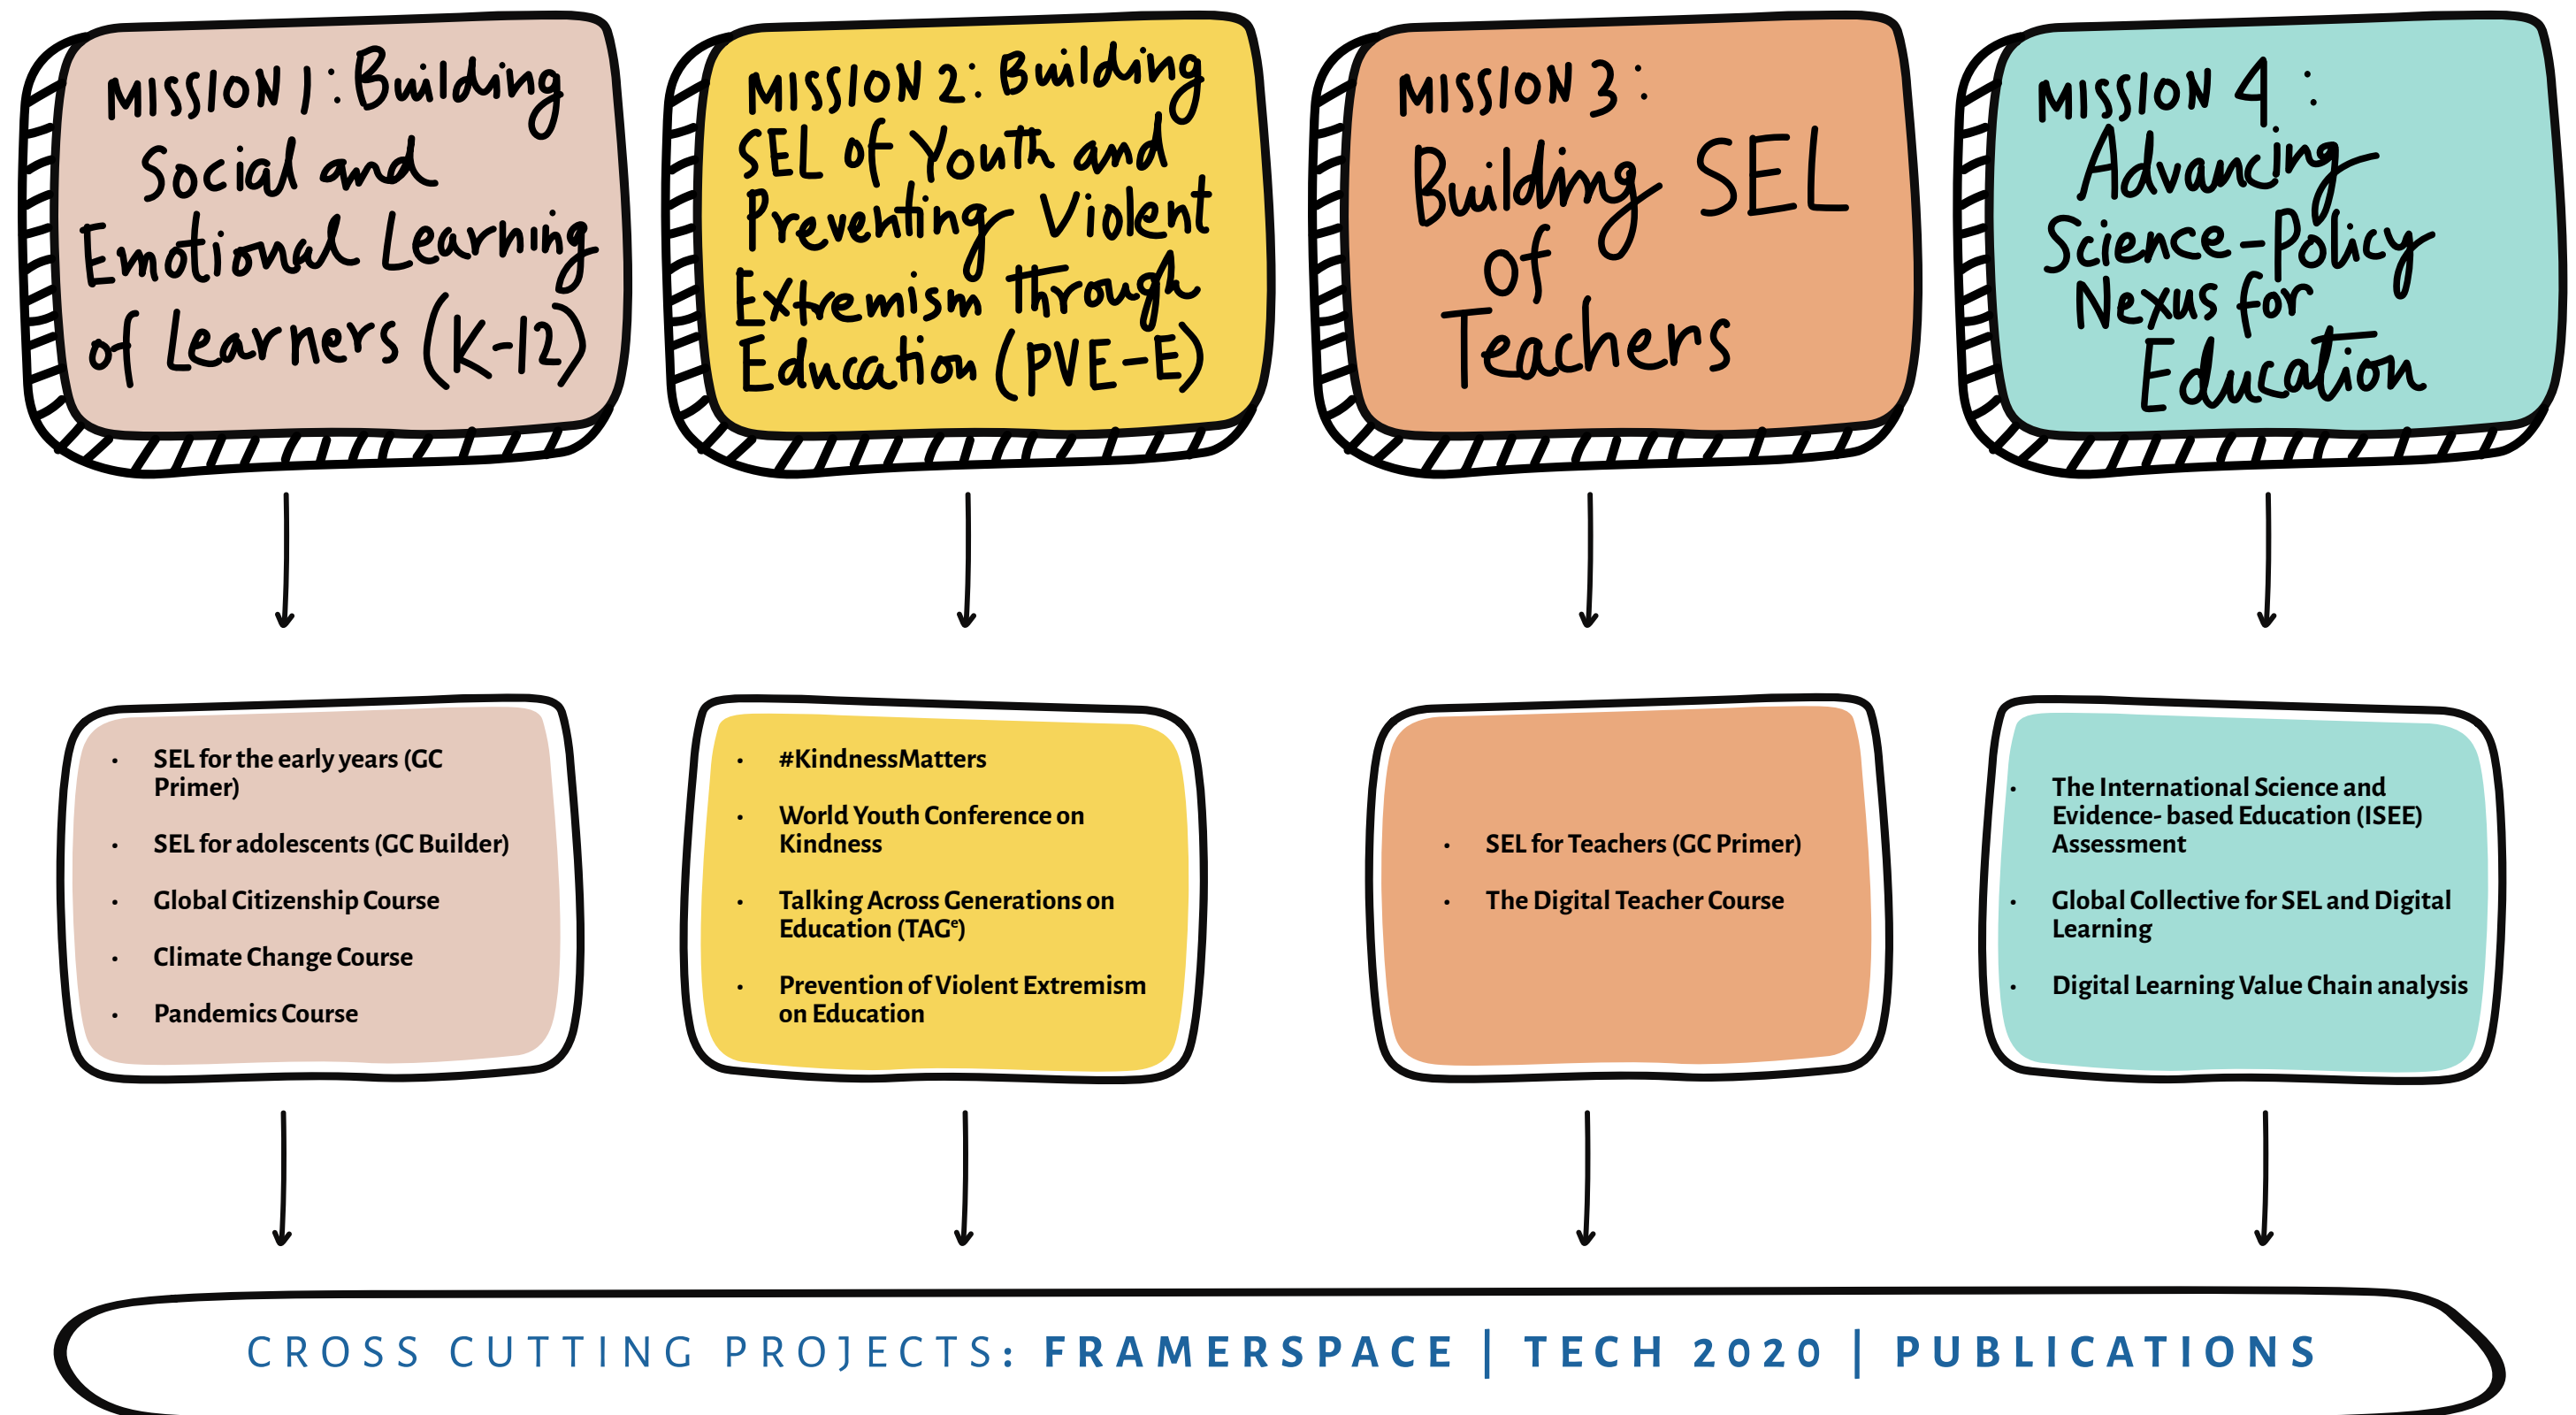 MISSION 1: Building
Social and
Emotional Learning
of Learners (K-12)
MISSION 2: Building
SEL of Youth and
Preventing Violent
Extremism through
Education (PVE-E)
MISSION 3:
Building SEL
of
Teachers
MISSION 4:
Advancing
Science-Policy
Nexus for
Education
• SEL for the early years (GC
Primer)
• SEL for adolescents (GC Builder)
• Global Citizenship Course
• Climate Change Course
• Pandemics Course
• #KindnessMatters
• World Youth Conference on
Kindness
• Talking Across Generations on
Education (TAGᵉ)
• Prevention of Violent Extremism
on Education
• SEL for Teachers (GC Primer)
• The Digital Teacher Course
• The International Science and
Evidence- based Education (ISEE)
Assessment
• Global Collective for SEL and Digital
Learning
• Digital Learning Value Chain analysis
CROSS CUTTING PROJECTS: FRAMERSPACE | TECH 2020 | PUBLICATIONS